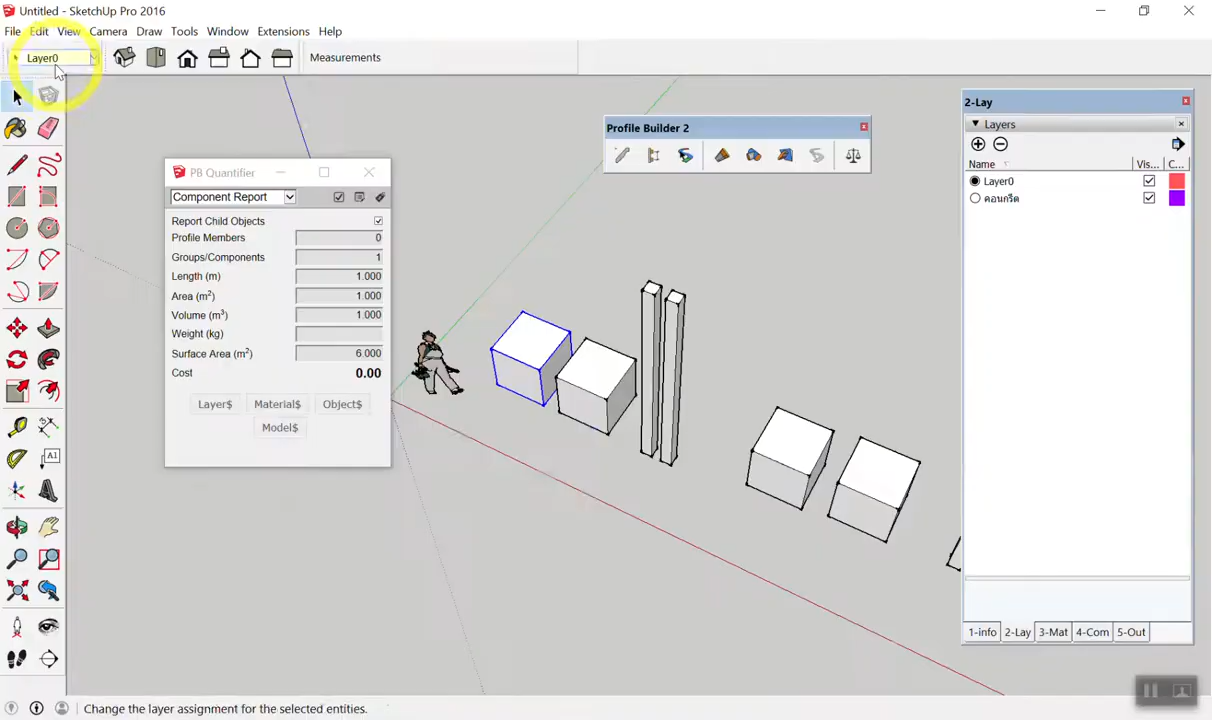 Untitled - SketchUp Pro 2016
File Edit View Camera Draw Tools Window Extensions Help
Layer0
Measurements
2-Lay
Layers
Name Vis... C...
Layer0
คอนกรีต
Profile Builder 2
PB Quantifier
Component Report
Report Child Objects
Profile Members 0
Groups/Components 1
Length (m) 1.000
Area (m²) 1.000
Volume (m³) 1.000
Weight (kg)
Surface Area (m²) 6.000
Cost 0.00
Layer$ Material$ Object$
Model$
A1
1-info 2-Lay 3-Mat 4-Com 5-Out
Change the layer assignment for the selected entities.